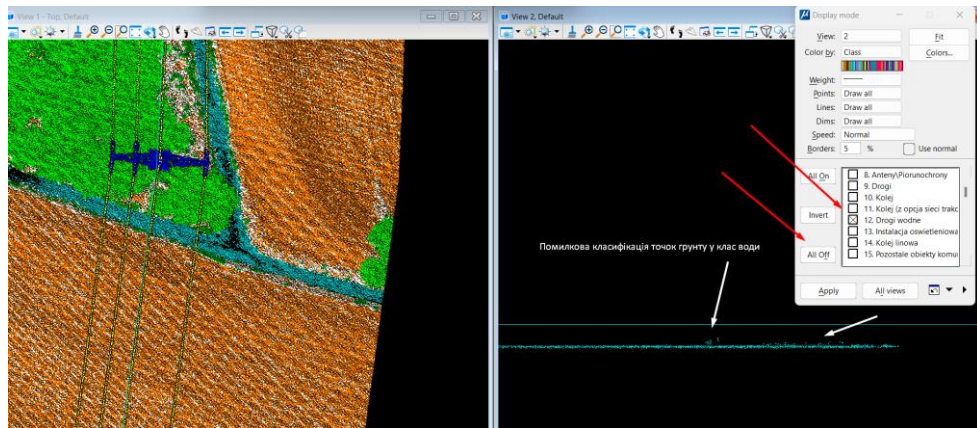 View 1 - Top, Default
View 2, Default
Display mode
View: 2
Fit
Color by: Class
Colors...
Weight:
Points: Draw all
Lines: Draw all
Dims: Draw all
Speed: Normal
Borders: 5 % Use normal
All On
Invert
All Off
8. Anteny\Piorunochrony
9. Drogi
10. Kolej
11. Kolej (z opcja sieci trakc
12. Drogi wodne
13. Instalacja oswietleniowa
14. Kolej linowa
15. Pozostale obiekty komu
Apply
All views
Помилкова класифікація точок грунту у клас води